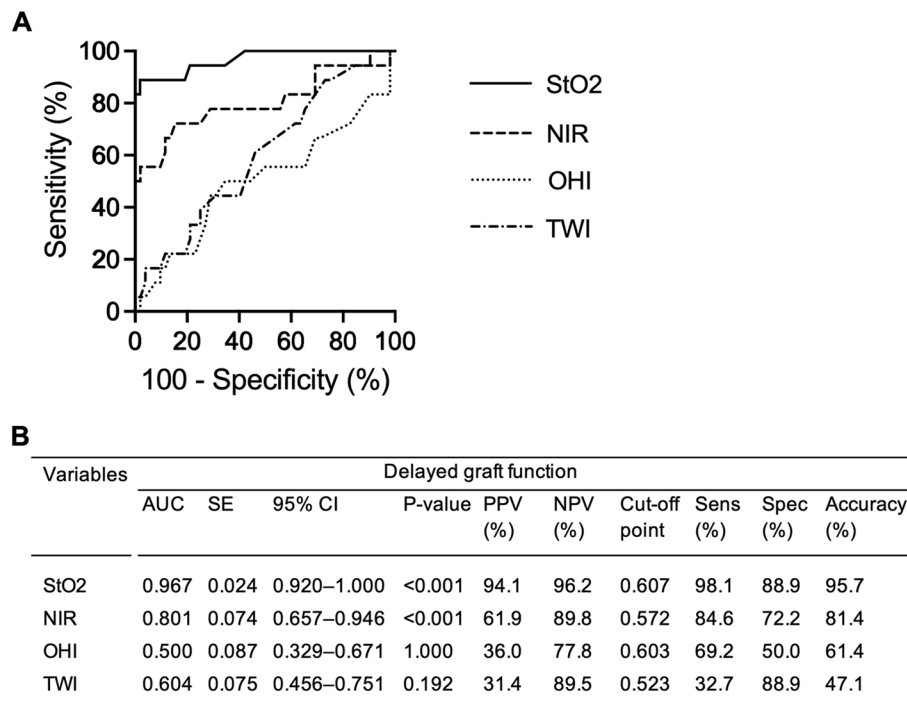 A
100
80
60
40
20
0
Sensitivity (%)
0 20 40 60 80 100
100 - Specificity (%)
StO2
NIR
OHI
TWI
B
Variables Delayed graft function
AUC SE 95% CI P-value PPV (%) NPV (%) Cut-off point Sens (%) Spec (%) Accuracy (%)
StO2 0.967 0.024 0.920–1.000 <0.001 94.1 96.2 0.607 98.1 88.9 95.7
NIR 0.801 0.074 0.657–0.946 <0.001 61.9 89.8 0.572 84.6 72.2 81.4
OHI 0.500 0.087 0.329–0.671 1.000 36.0 77.8 0.603 69.2 50.0 61.4
TWI 0.604 0.075 0.456–0.751 0.192 31.4 89.5 0.523 32.7 88.9 47.1